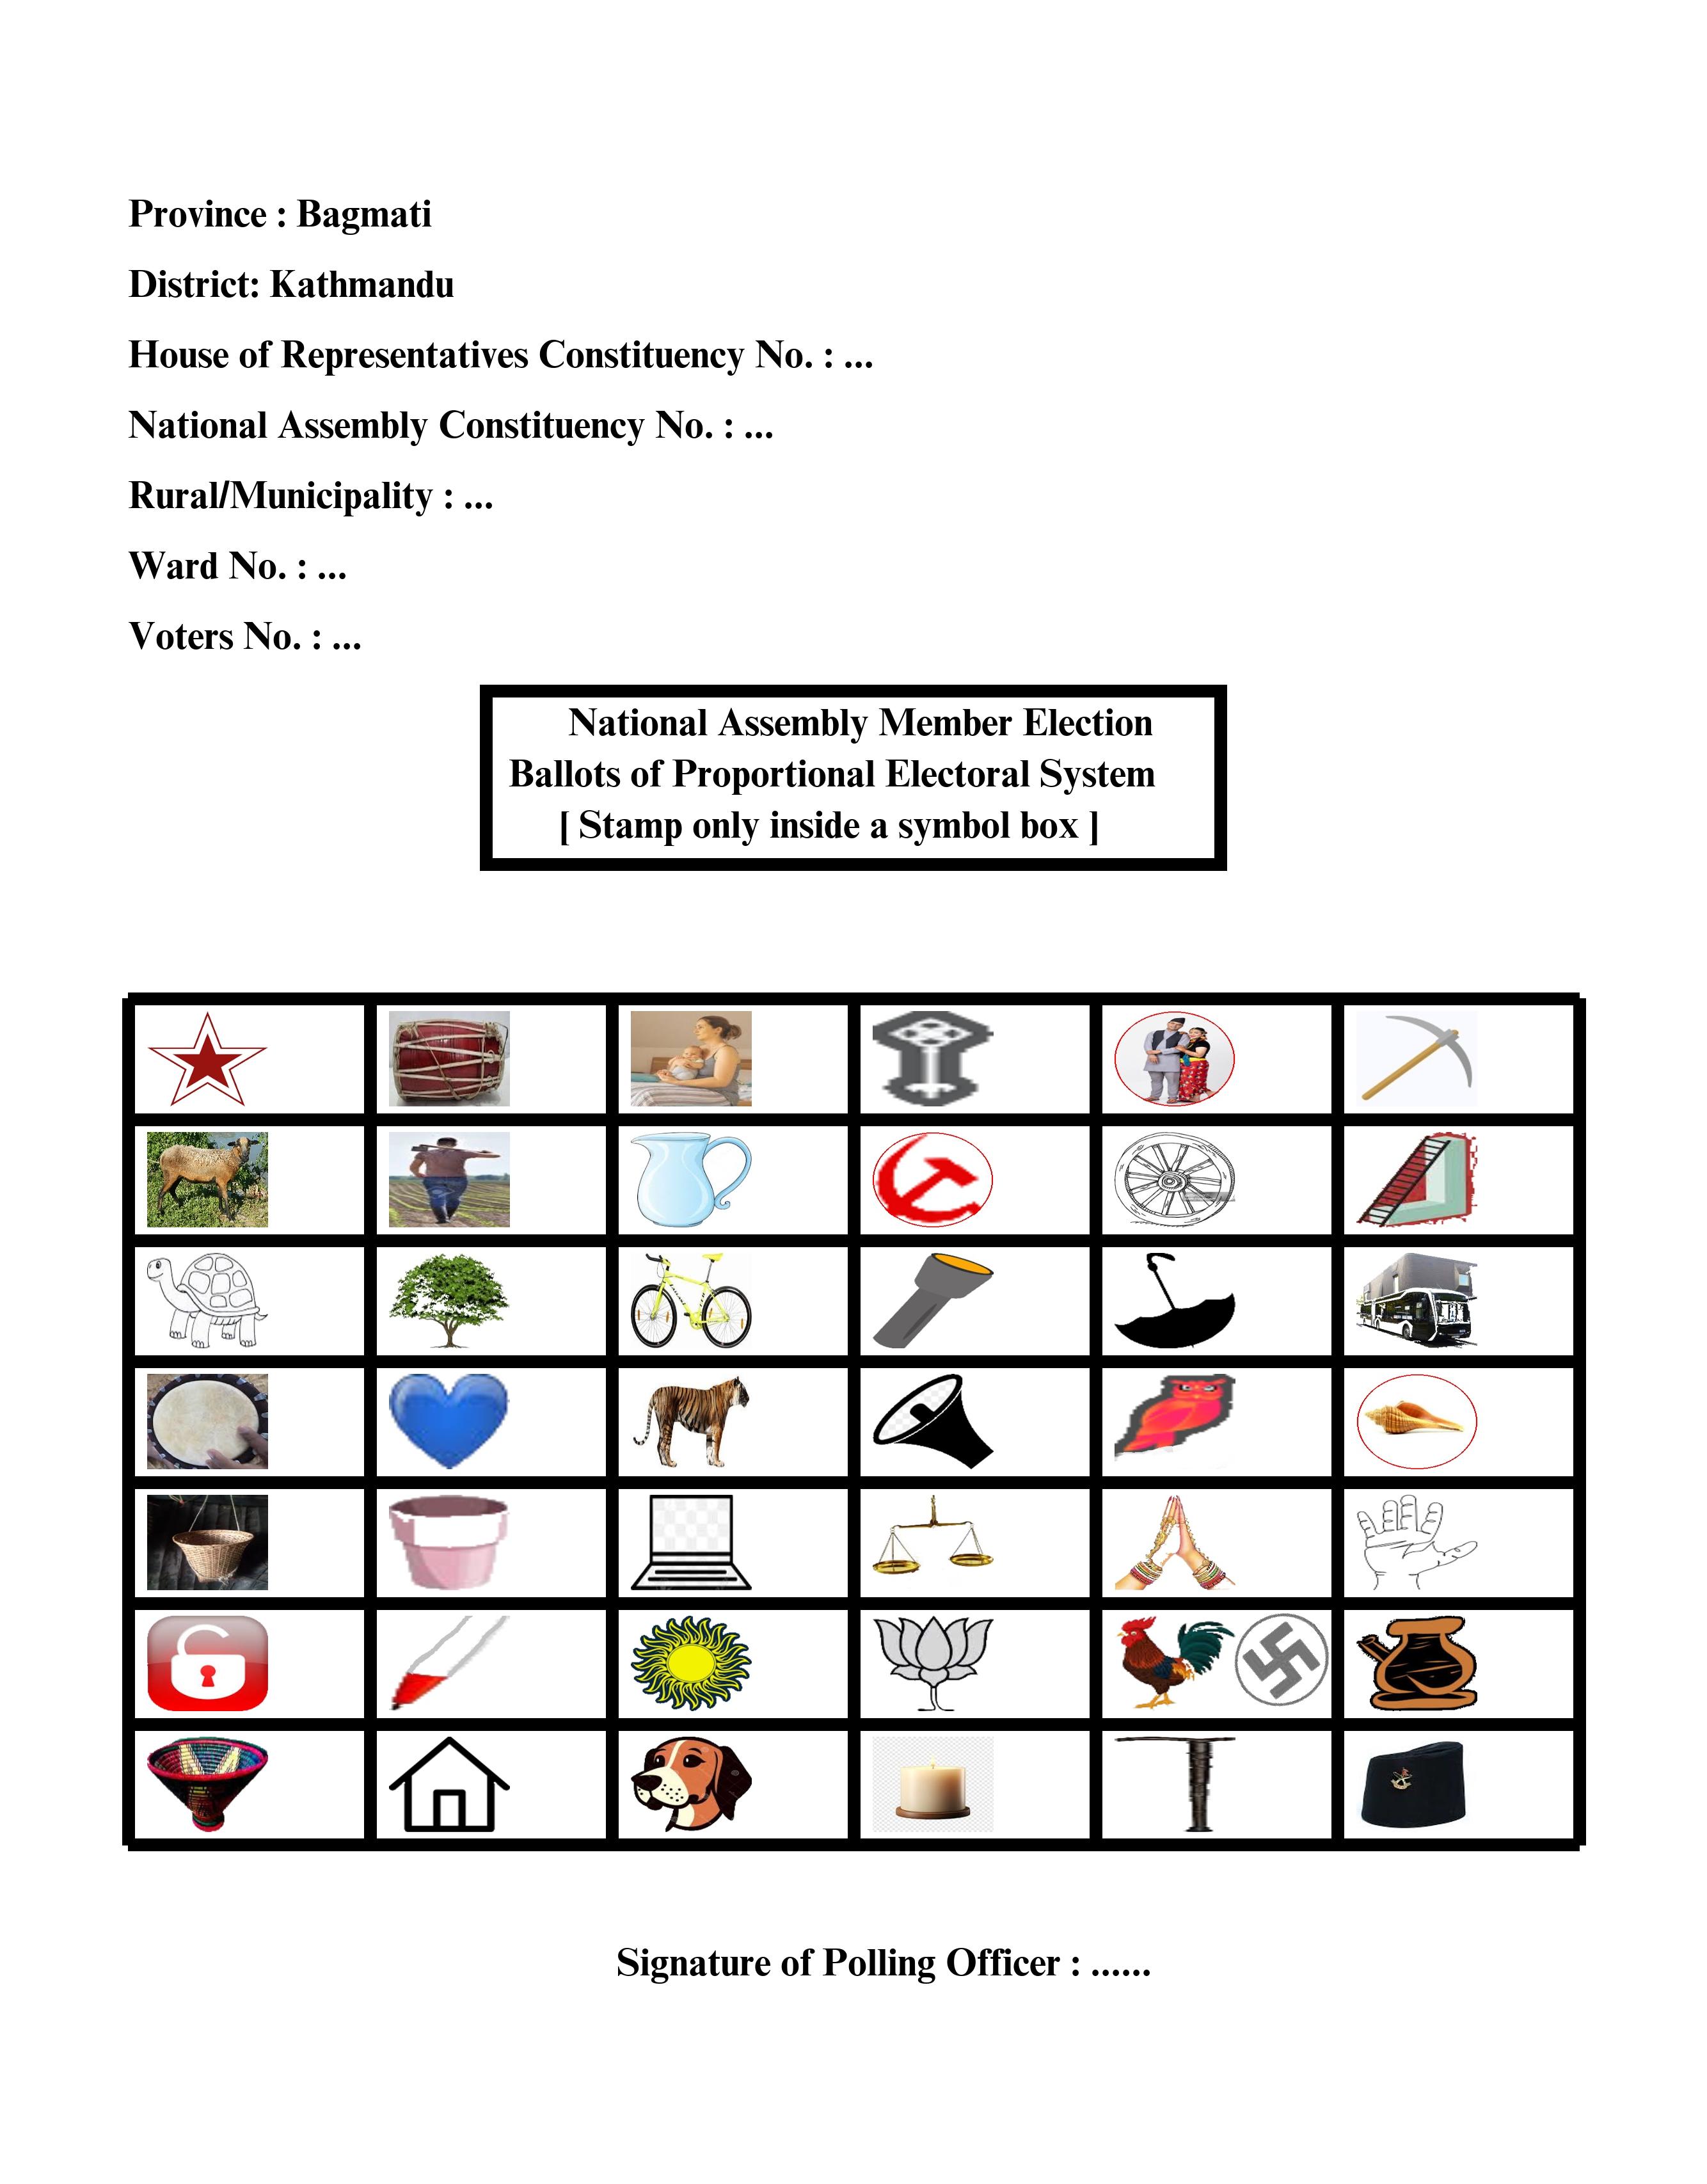 Province : Bagmati
District: Kathmandu
House of Representatives Constituency No. : ...
National Assembly Constituency No. : ...
Rural/Municipality : ...
Ward No. : ...
Voters No. : ...
National Assembly Member Election
Ballots of Proportional Electoral System
[ Stamp only inside a symbol box ]
Signature of Polling Officer : ......